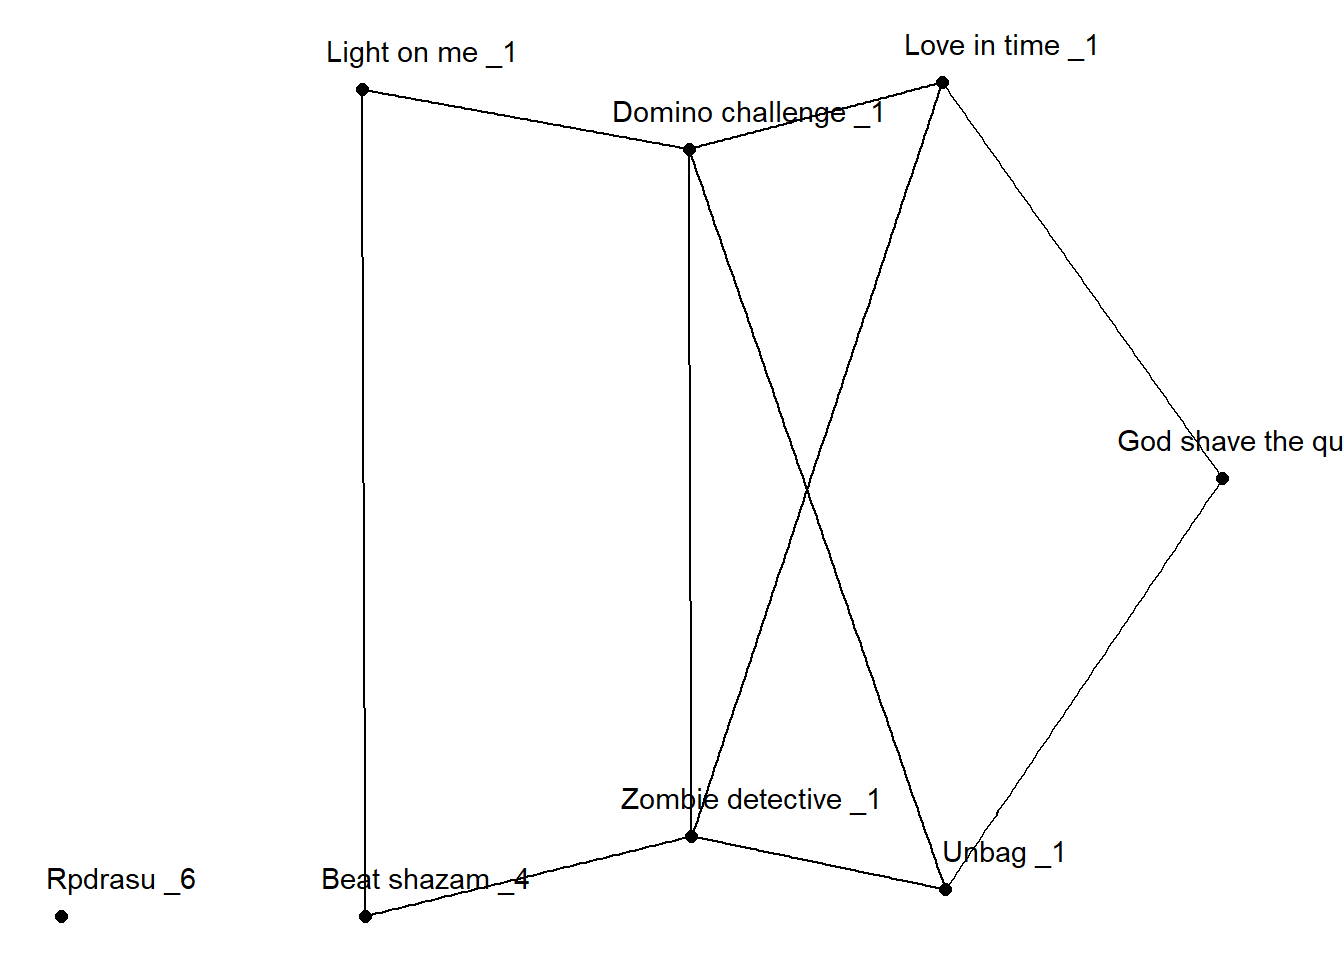 Love in time _1
Light on me _1
Domino challenge _1
God shave the qu
Zombie detective _1
Unbag _1
Rpdrasu _6
Beat shazam _4